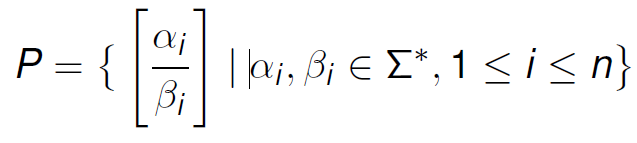 P = { [αᵢ/βᵢ] | |αᵢ, βᵢ ∈ Σ*, 1 ≤ i ≤ n}